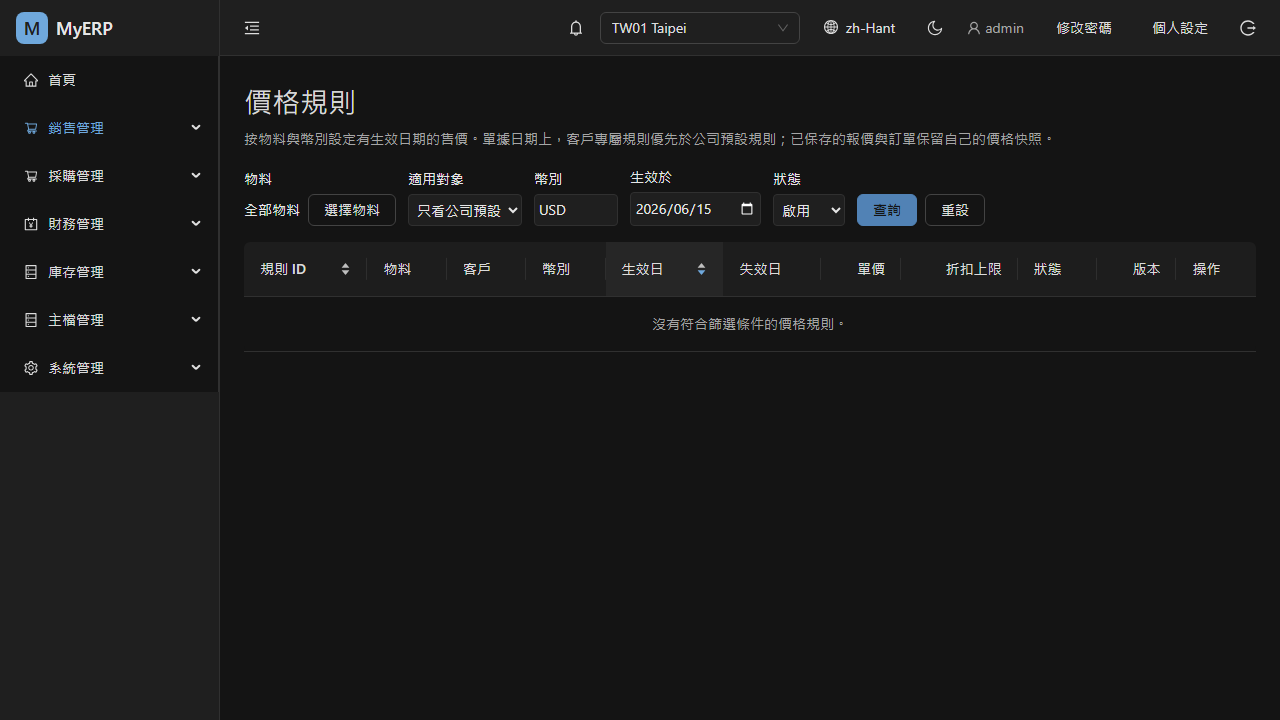 M MyERP
TW01 Taipei
zh-Hant
admin
修改密碼
個人設定
首頁
銷售管理
採購管理
財務管理
庫存管理
主檔管理
系統管理
價格規則
按物料與幣別設定有生效日期的售價。單據日期上，客戶專屬規則優先於公司預設規則；已保存的報價與訂單保留自己的價格快照。
物料 適用對象 幣別 生效於 狀態
全部物料 選擇物料 只看公司預設 USD 2026/06/15 啟用 查詢 重設
規則 ID 物料 客戶 幣別 生效日 失效日 單價 折扣上限 狀態 版本 操作
沒有符合篩選條件的價格規則。